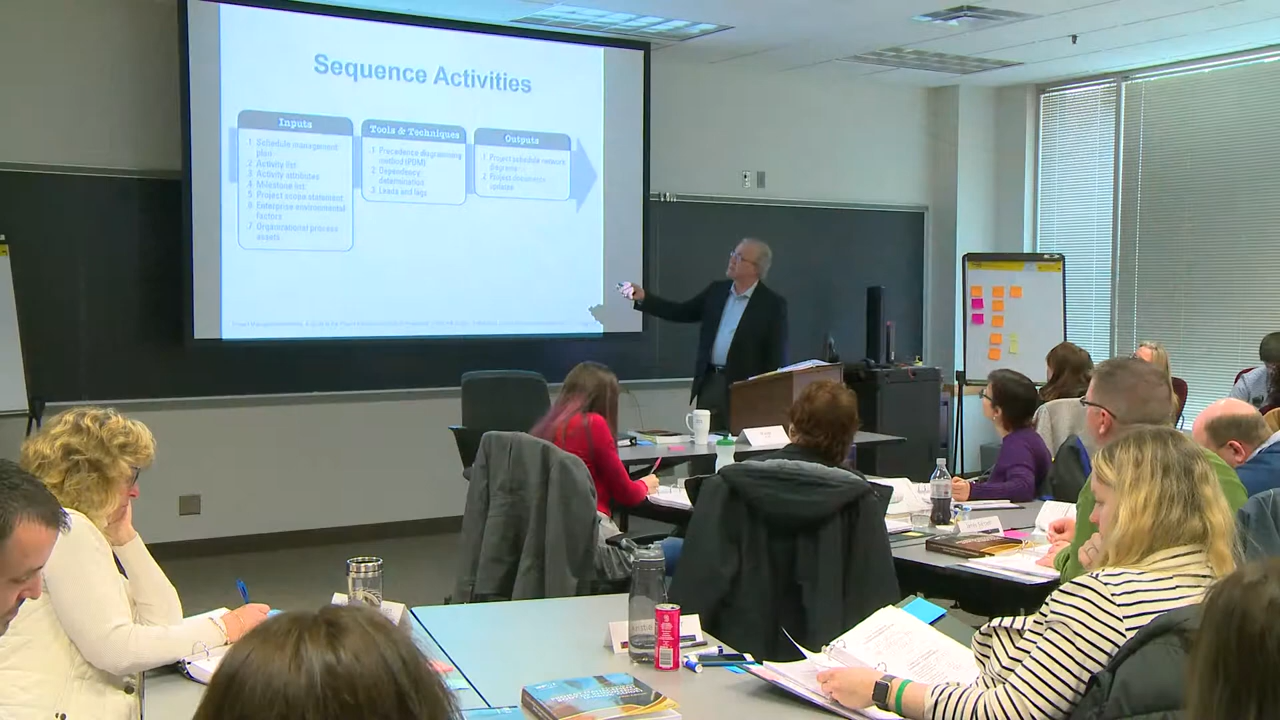 Sequence Activities
Inputs
.1 Schedule management
plan
.2 Activity list
.3 Activity attributes
.4 Milestone list
.5 Project scope statement
.6 Enterprise environmental
factors
.7 Organizational process
assets
Tools & Techniques
.1 Precedence diagramming
method (PDM)
.2 Dependency
determination
.3 Leads and lags
Outputs
.1 Project schedule network
diagrams
.2 Project documents
updates